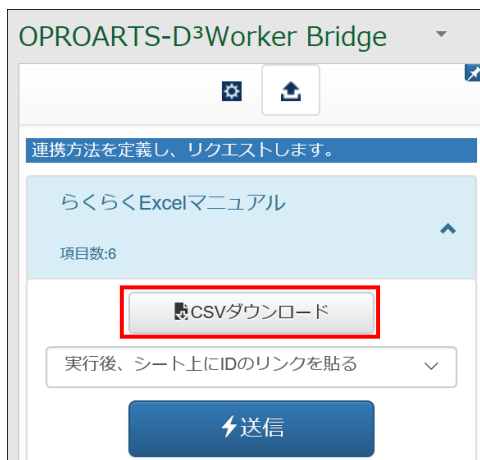 OPROARTS-D³Worker Bridge
連携方法を定義し、リクエストします。
らくらくExcelマニュアル
項目数:6
CSVダウンロード
実行後、シート上にIDのリンクを貼る
送信